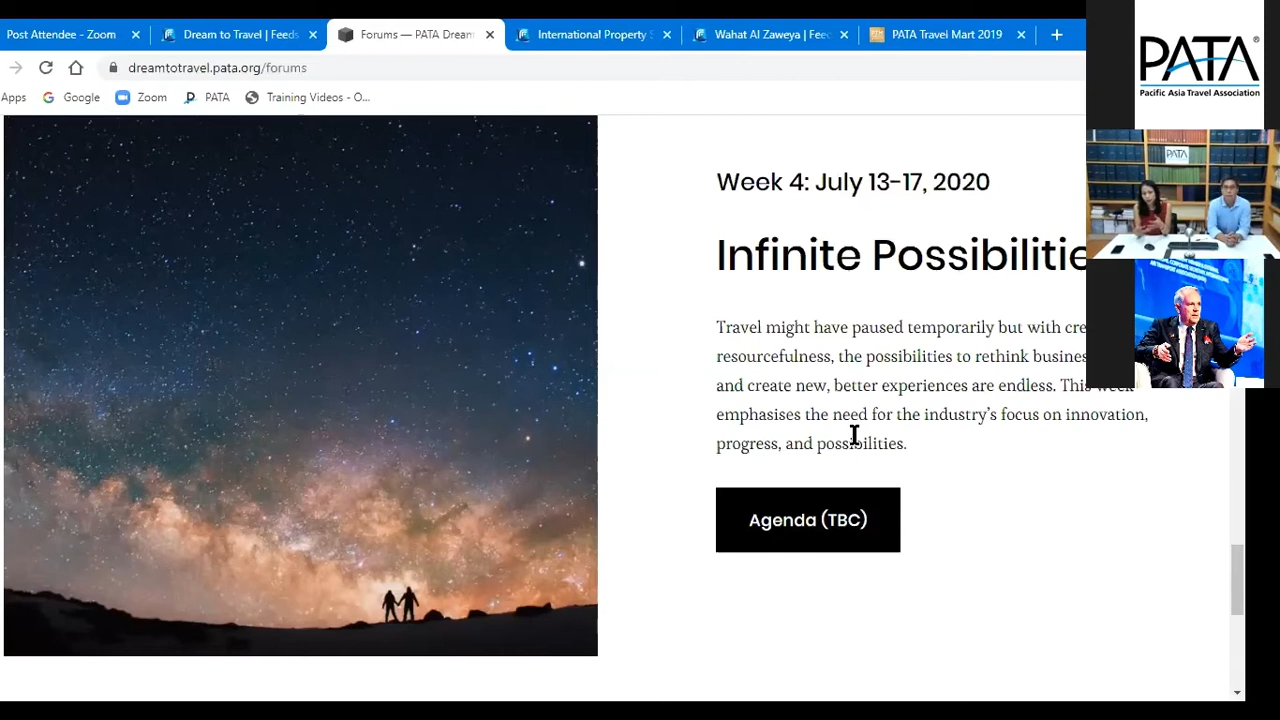 Post Attendee - Zoom
Dream to Travel | Feeds
Forums — PATA Dream
International Property S
Wahat Al Zaweya | Feed
PATA Travel Mart 2019
dreamtotravel.pata.org/forums
Apps
Google
Zoom
PATA
Training Videos - O...
PATA®
Pacific Asia Travel Association
PATA
Week 4: July 13-17, 2020
Infinite Possibilitie
Travel might have paused temporarily but with cre
resourcefulness, the possibilities to rethink busines
and create new, better experiences are endless. This week
emphasises the need for the industry's focus on innovation,
progress, and possibilities.
Agenda (TBC)